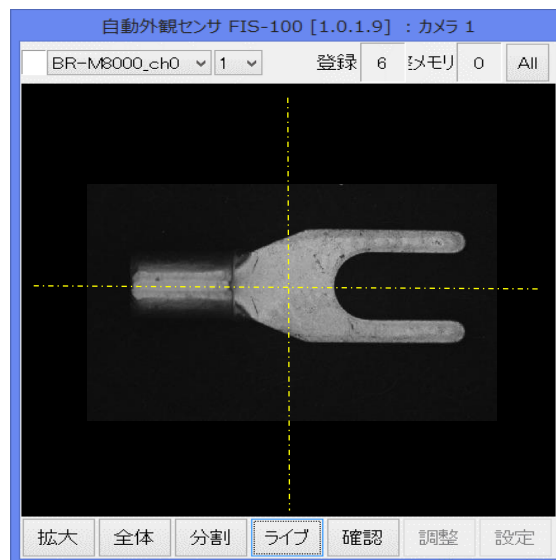 自動外観センサ FIS-100 [1.0.1.9] : カメラ 1
BR-M8000_ch0 1 登録 6 メモリ 0 All
拡大 全体 分割 ライブ 確認 調整 設定